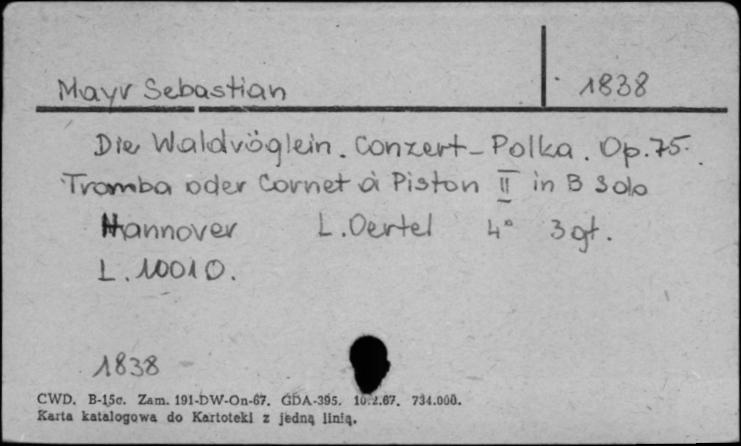 Mayr Sebastian 1838
Die Waldvöglein. Conzert-Polka. Op. 75.
Tromba oder Cornet à Piston II in B Solo
Hannover L. Oertel 4° 3 gt.
L. 10010.
1838
CWD. B-15c. Zam. 191-DW-On-67. GDA-395. 10.2.67. 734.000.
Karta katalogowa do Kartoteki z jedną linią.